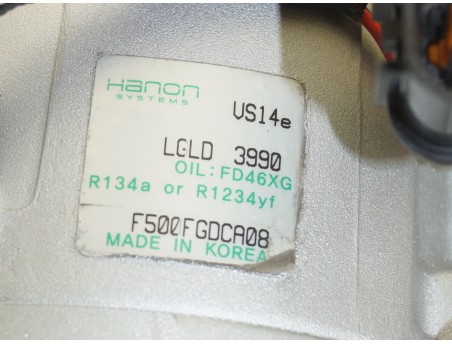 Hanon
SYSTEMS
VS14e
LGLD 3990
OIL:FD46XG
R134a or R1234yf
F500FGDCA08
MADE IN KOREA